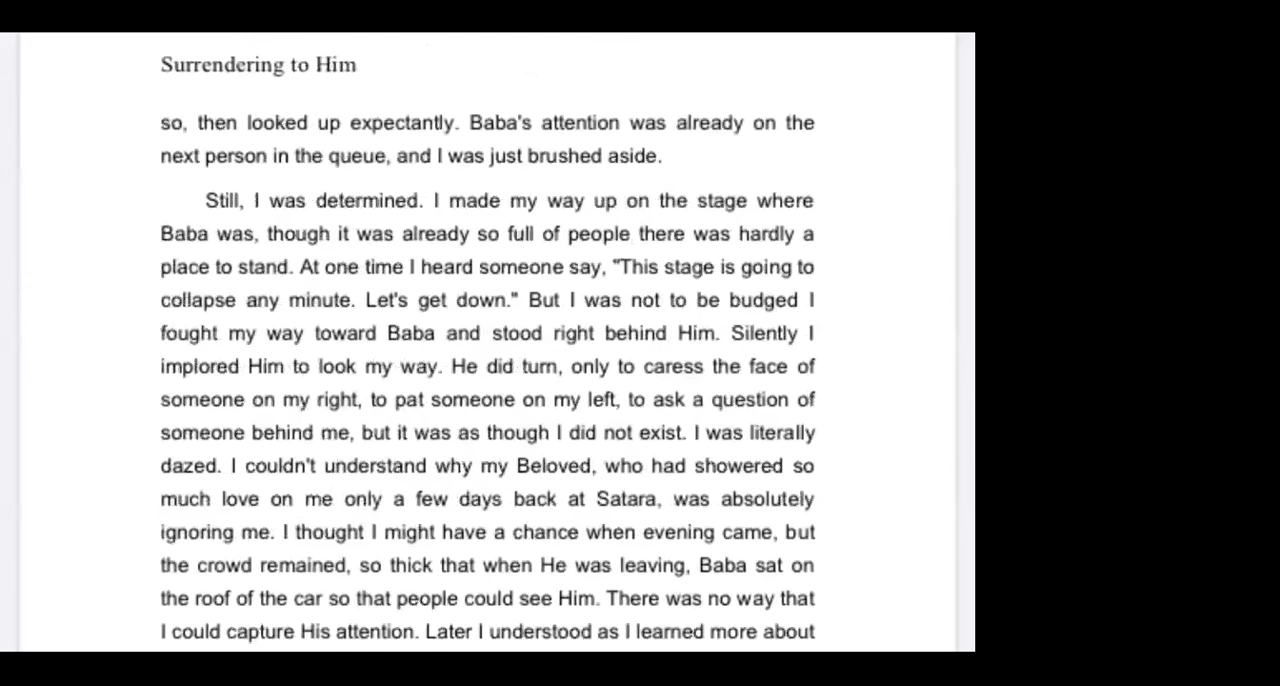 Surrendering to Him
so, then looked up expectantly. Baba's attention was already on the
next person in the queue, and I was just brushed aside.
Still, I was determined. I made my way up on the stage where
Baba was, though it was already so full of people there was hardly a
place to stand. At one time I heard someone say, "This stage is going to
collapse any minute. Let's get down." But I was not to be budged I
fought my way toward Baba and stood right behind Him. Silently I
implored Him to look my way. He did turn, only to caress the face of
someone on my right, to pat someone on my left, to ask a question of
someone behind me, but it was as though I did not exist. I was literally
dazed. I couldn't understand why my Beloved, who had showered so
much love on me only a few days back at Satara, was absolutely
ignoring me. I thought I might have a chance when evening came, but
the crowd remained, so thick that when He was leaving, Baba sat on
the roof of the car so that people could see Him. There was no way that
I could capture His attention. Later I understood as I learned more about